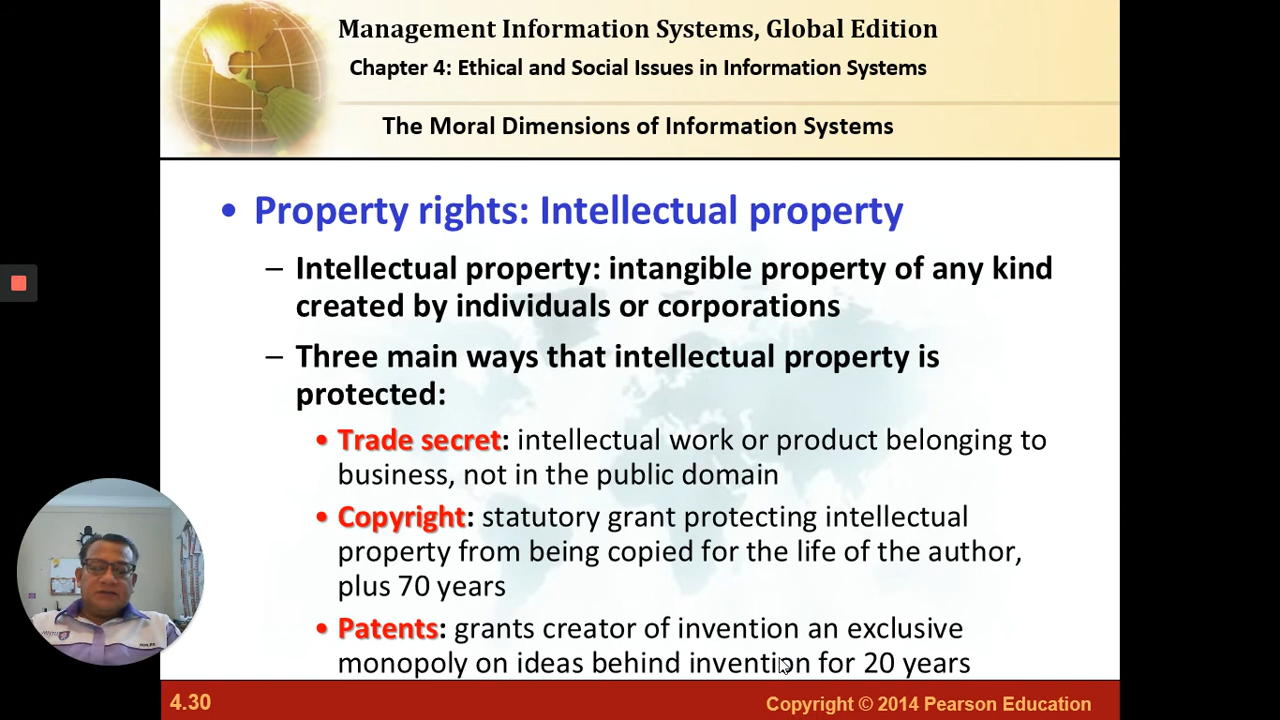 Management Information Systems, Global Edition
Chapter 4: Ethical and Social Issues in Information Systems
The Moral Dimensions of Information Systems
• Property rights: Intellectual property
– Intellectual property: intangible property of any kind
created by individuals or corporations
– Three main ways that intellectual property is
protected:
• Trade secret: intellectual work or product belonging to
business, not in the public domain
• Copyright: statutory grant protecting intellectual
property from being copied for the life of the author,
plus 70 years
• Patents: grants creator of invention an exclusive
monopoly on ideas behind invention for 20 years
4.30
Copyright © 2014 Pearson Education